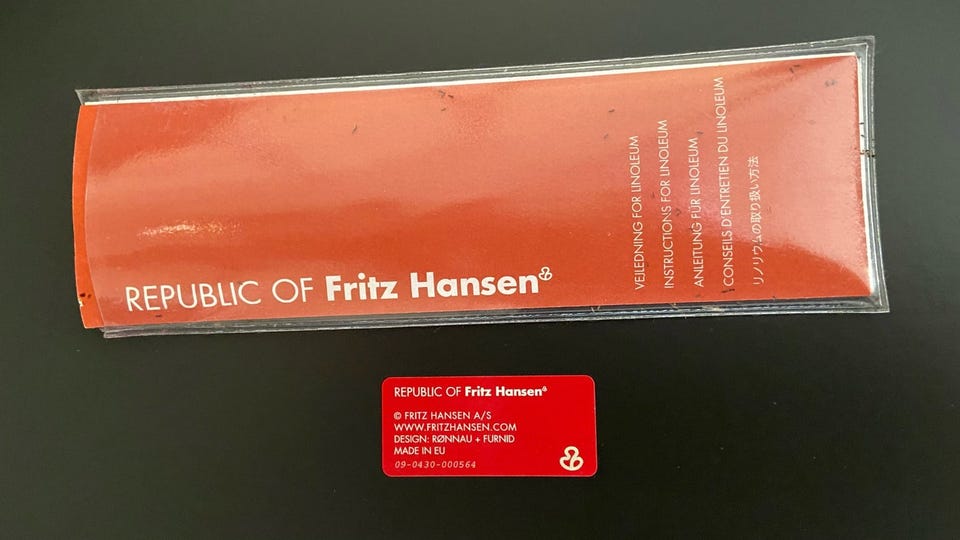 REPUBLIC OF Fritz Hansen
VEJLEDNING FOR LINOLEUM
INSTRUCTIONS FOR LINOLEUM
ANLEITUNG FÜR LINOLEUM
CONSEILS D'ENTRETIEN DU LINOLEUM
リノリウムの取り扱い方法
REPUBLIC OF Fritz Hansen
© FRITZ HANSEN A/S
WWW.FRITZHANSEN.COM
DESIGN: RØNNAU + FURNID
MADE IN EU
09-0430-000564